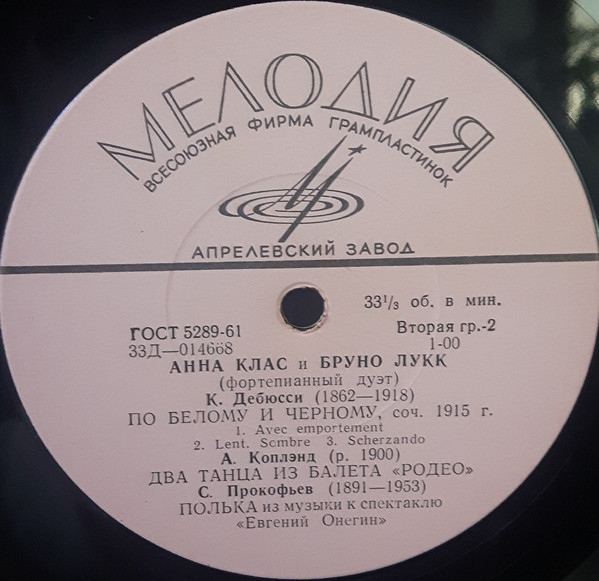 МЕЛОДИЯ
ВСЕСОЮЗНАЯ ФИРМА ГРАМПЛАСТИНОК
АПРЕЛЕВСКИЙ ЗАВОД
33⅓ об. в мин.
ГОСТ 5289-61 Вторая гр.-2
33Д—014668 1-00
АННА КЛАС и БРУНО ЛУКК
(фортепианный дуэт)
К. Дебюсси (1862—1918)
ПО БЕЛОМУ И ЧЕРНОМУ, соч. 1915 г.
1. Avec emportement
2. Lent. Scmbre 3. Scherzando
А. Коплэнд (р. 1900)
ДВА ТАНЦА ИЗ БАЛЕТА «РОДЕО»
С. Прокофьев (1891—1953)
ПОЛЬКА из музыки к спектаклю
«Евгений Онегин»